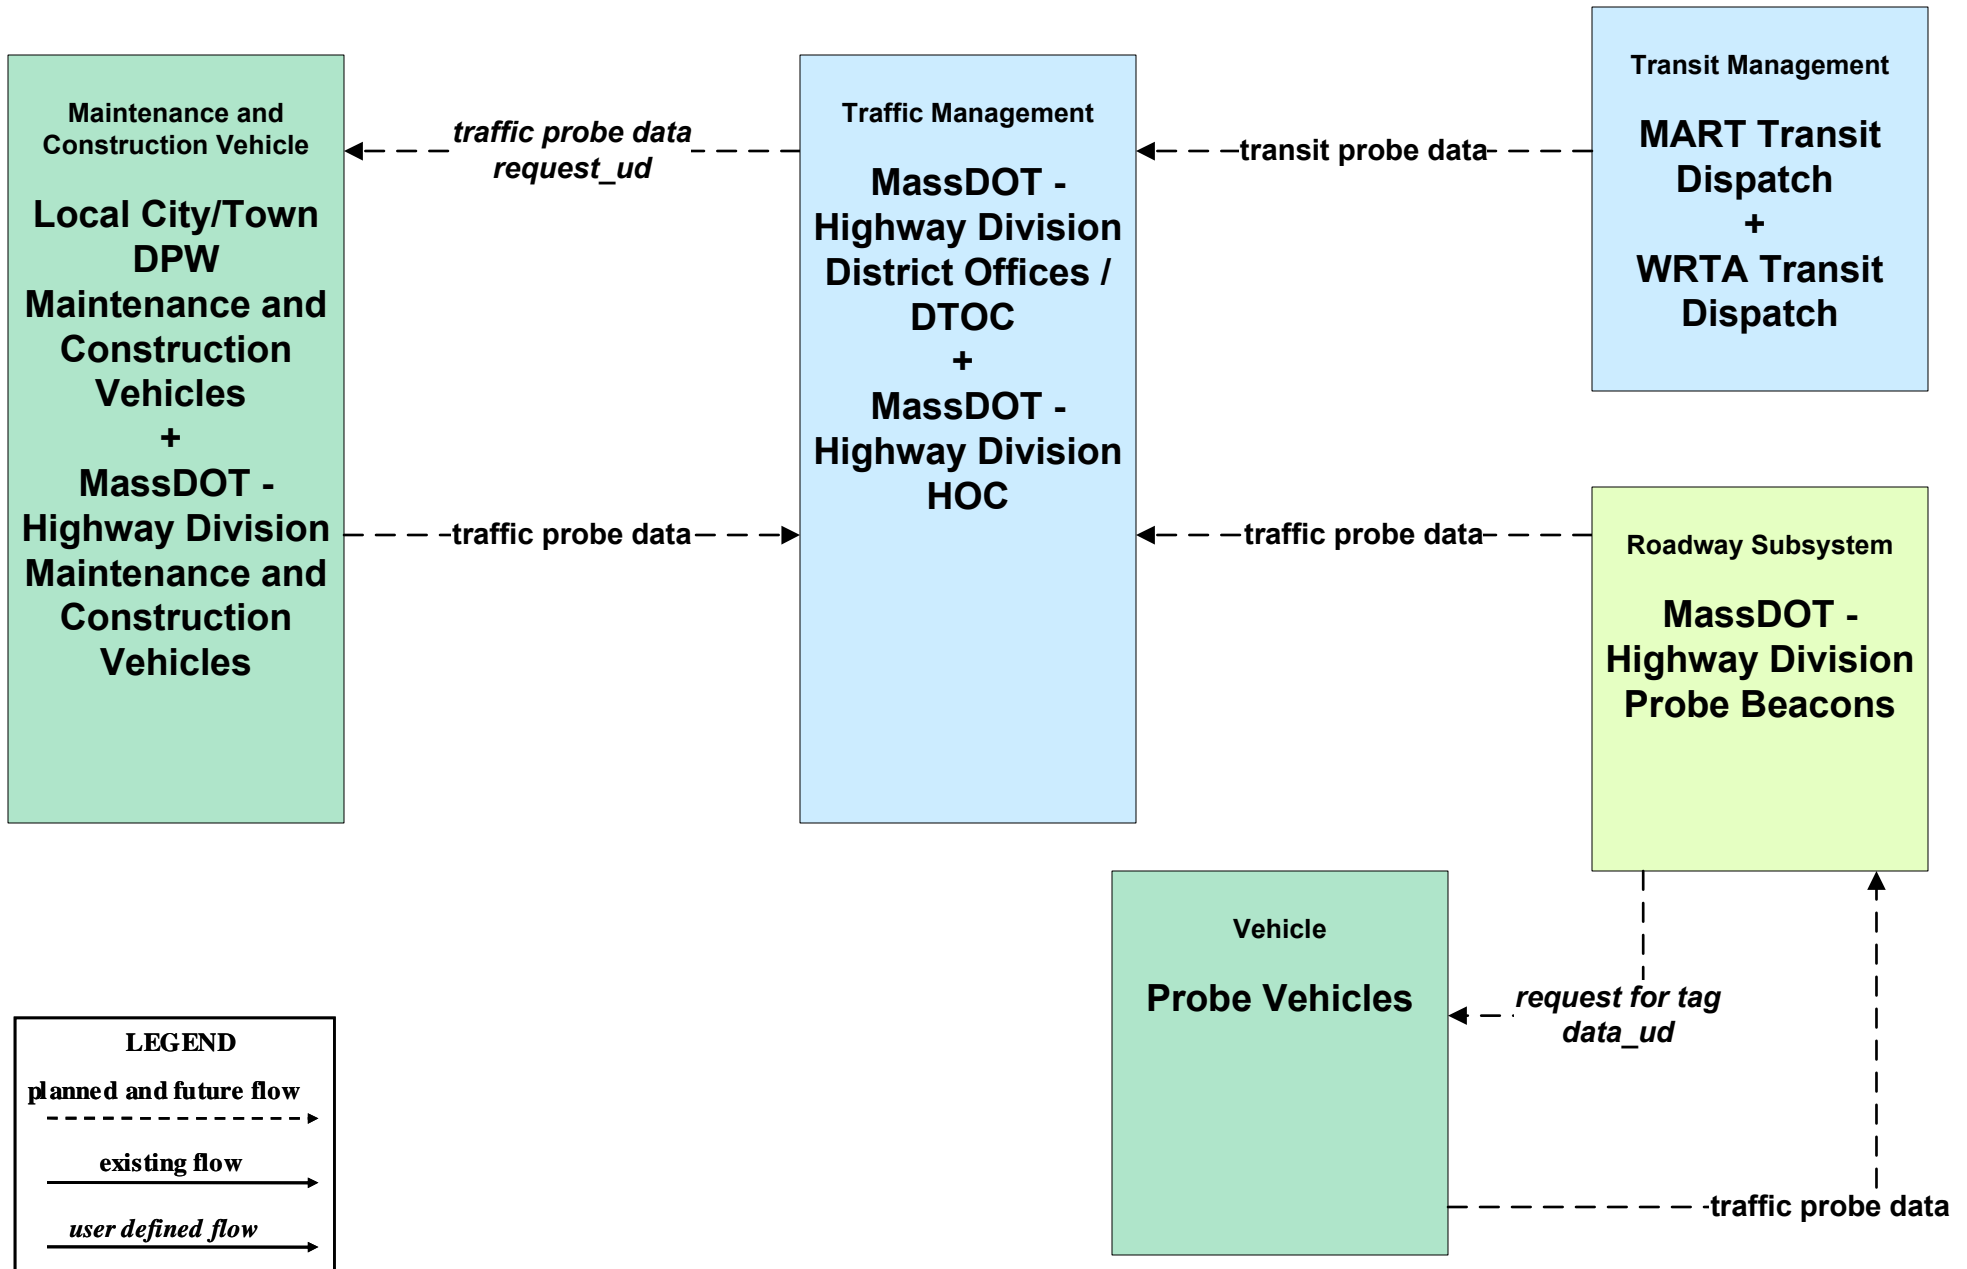 Maintenance and
Construction Vehicle
Local City/Town
DPW
Maintenance and
Construction
Vehicles
+
MassDOT -
Highway Division
Maintenance and
Construction
Vehicles
traffic probe data
request_ud
traffic probe data
Traffic Management
MassDOT -
Highway Division
District Offices /
DTOC
+
MassDOT -
Highway Division
HOC
transit probe data
traffic probe data
Transit Management
MART Transit
Dispatch
+
WRTA Transit
Dispatch
Roadway Subsystem
MassDOT -
Highway Division
Probe Beacons
Vehicle
Probe Vehicles
request for tag
data_ud
traffic probe data
LEGEND
planned and future flow
existing flow
user defined flow